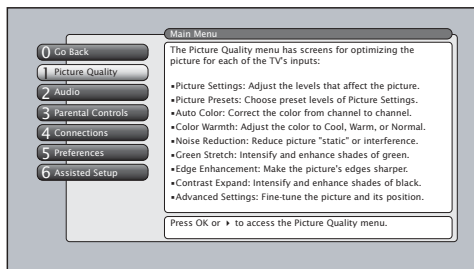 Main Menu
0 Go Back
1 Picture Quality
2 Audio
3 Parental Controls
4 Connections
5 Preferences
6 Assisted Setup
The Picture Quality menu has screens for optimizing the
picture for each of the TV's inputs:
▪Picture Settings: Adjust the levels that affect the picture.
▪Picture Presets: Choose preset levels of Picture Settings.
▪Auto Color: Correct the color from channel to channel.
▪Color Warmth: Adjust the color to Cool, Warm, or Normal.
▪Noise Reduction: Reduce picture "static" or interference.
▪Green Stretch: Intensify and enhance shades of green.
▪Edge Enhancement: Make the picture's edges sharper.
▪Contrast Expand: Intensify and enhance shades of black.
▪Advanced Settings: Fine-tune the picture and its position.
Press OK or ▸ to access the Picture Quality menu.